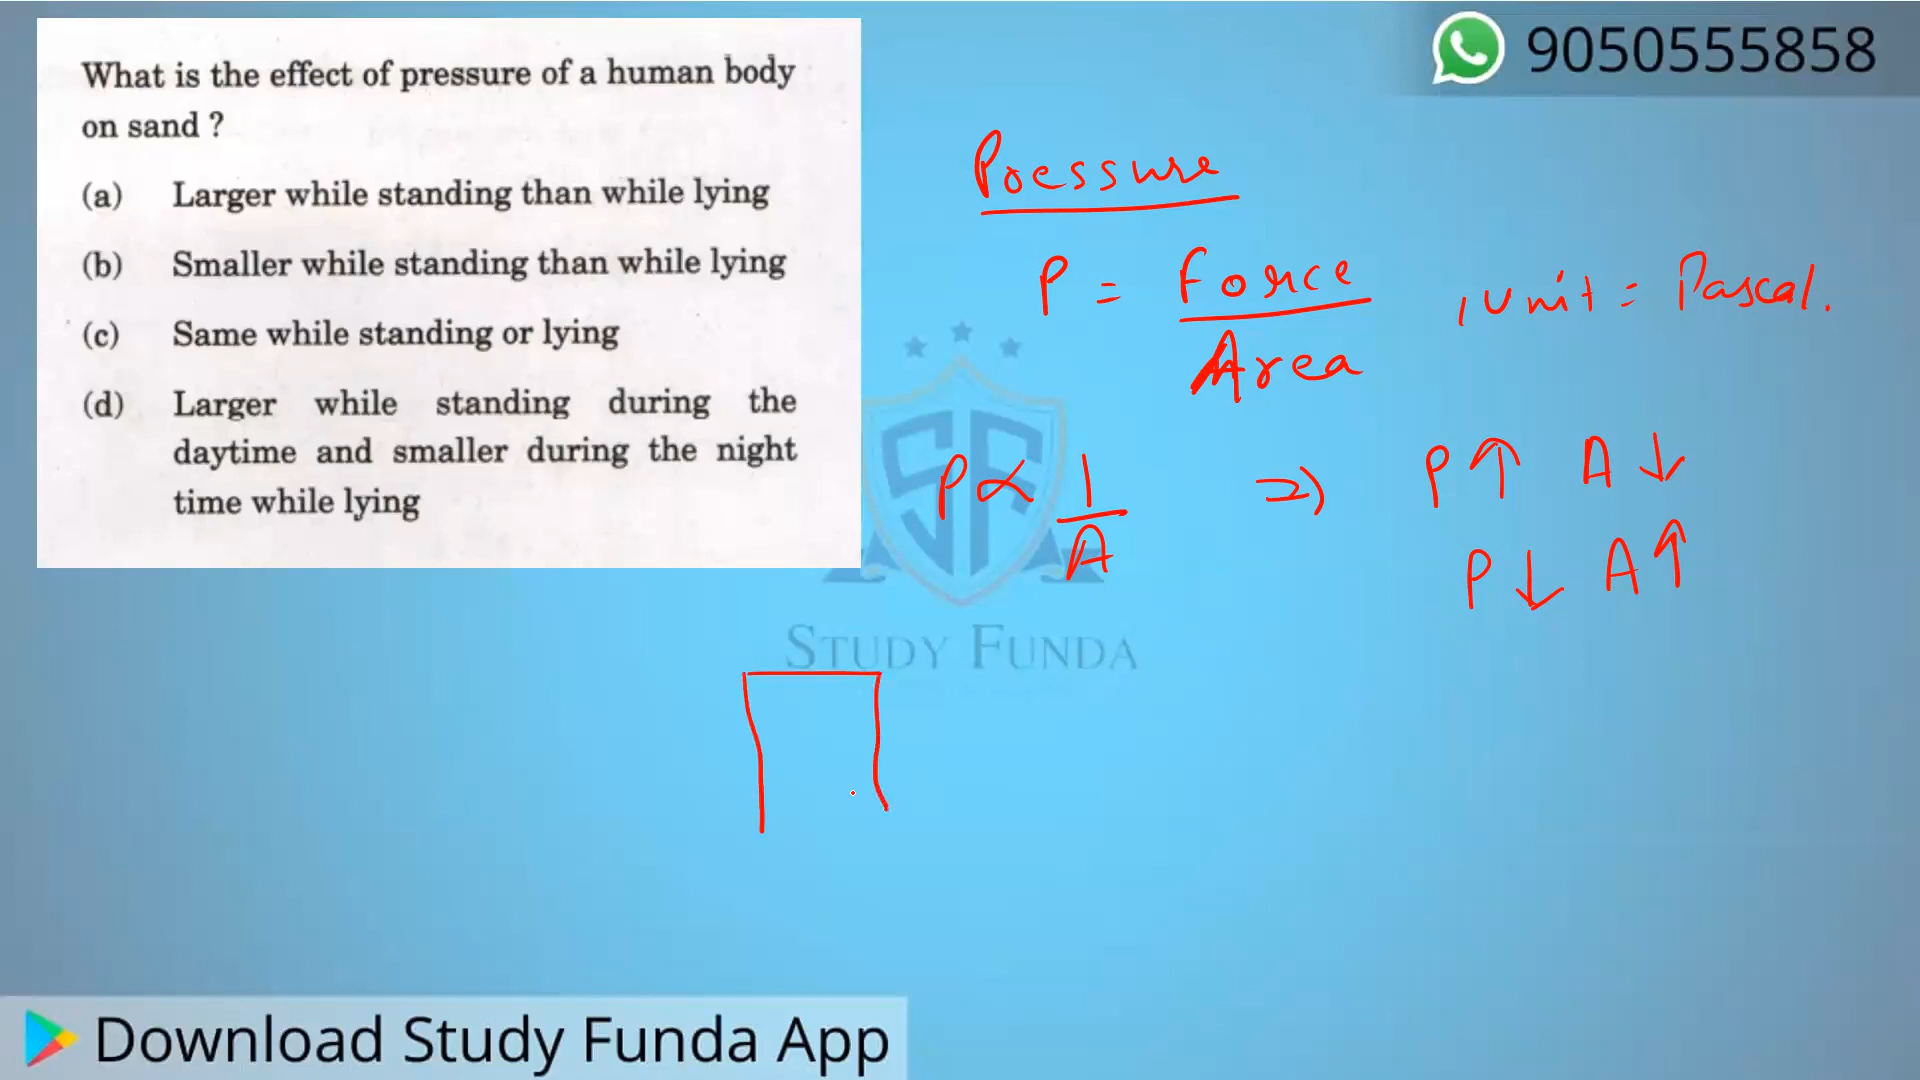 What is the effect of pressure of a human body
on sand ?
(a) Larger while standing than while lying
(b) Smaller while standing than while lying
(c) Same while standing or lying
(d) Larger while standing during the
daytime and smaller during the night
time while lying
9050555858
Pressure
P = Force
Area
, Unit = Pascal.
P ∝ 1
A
⇒ P ↑ A ↓
P ↓ A ↑
SF
STUDY FUNDA
Download Study Funda App